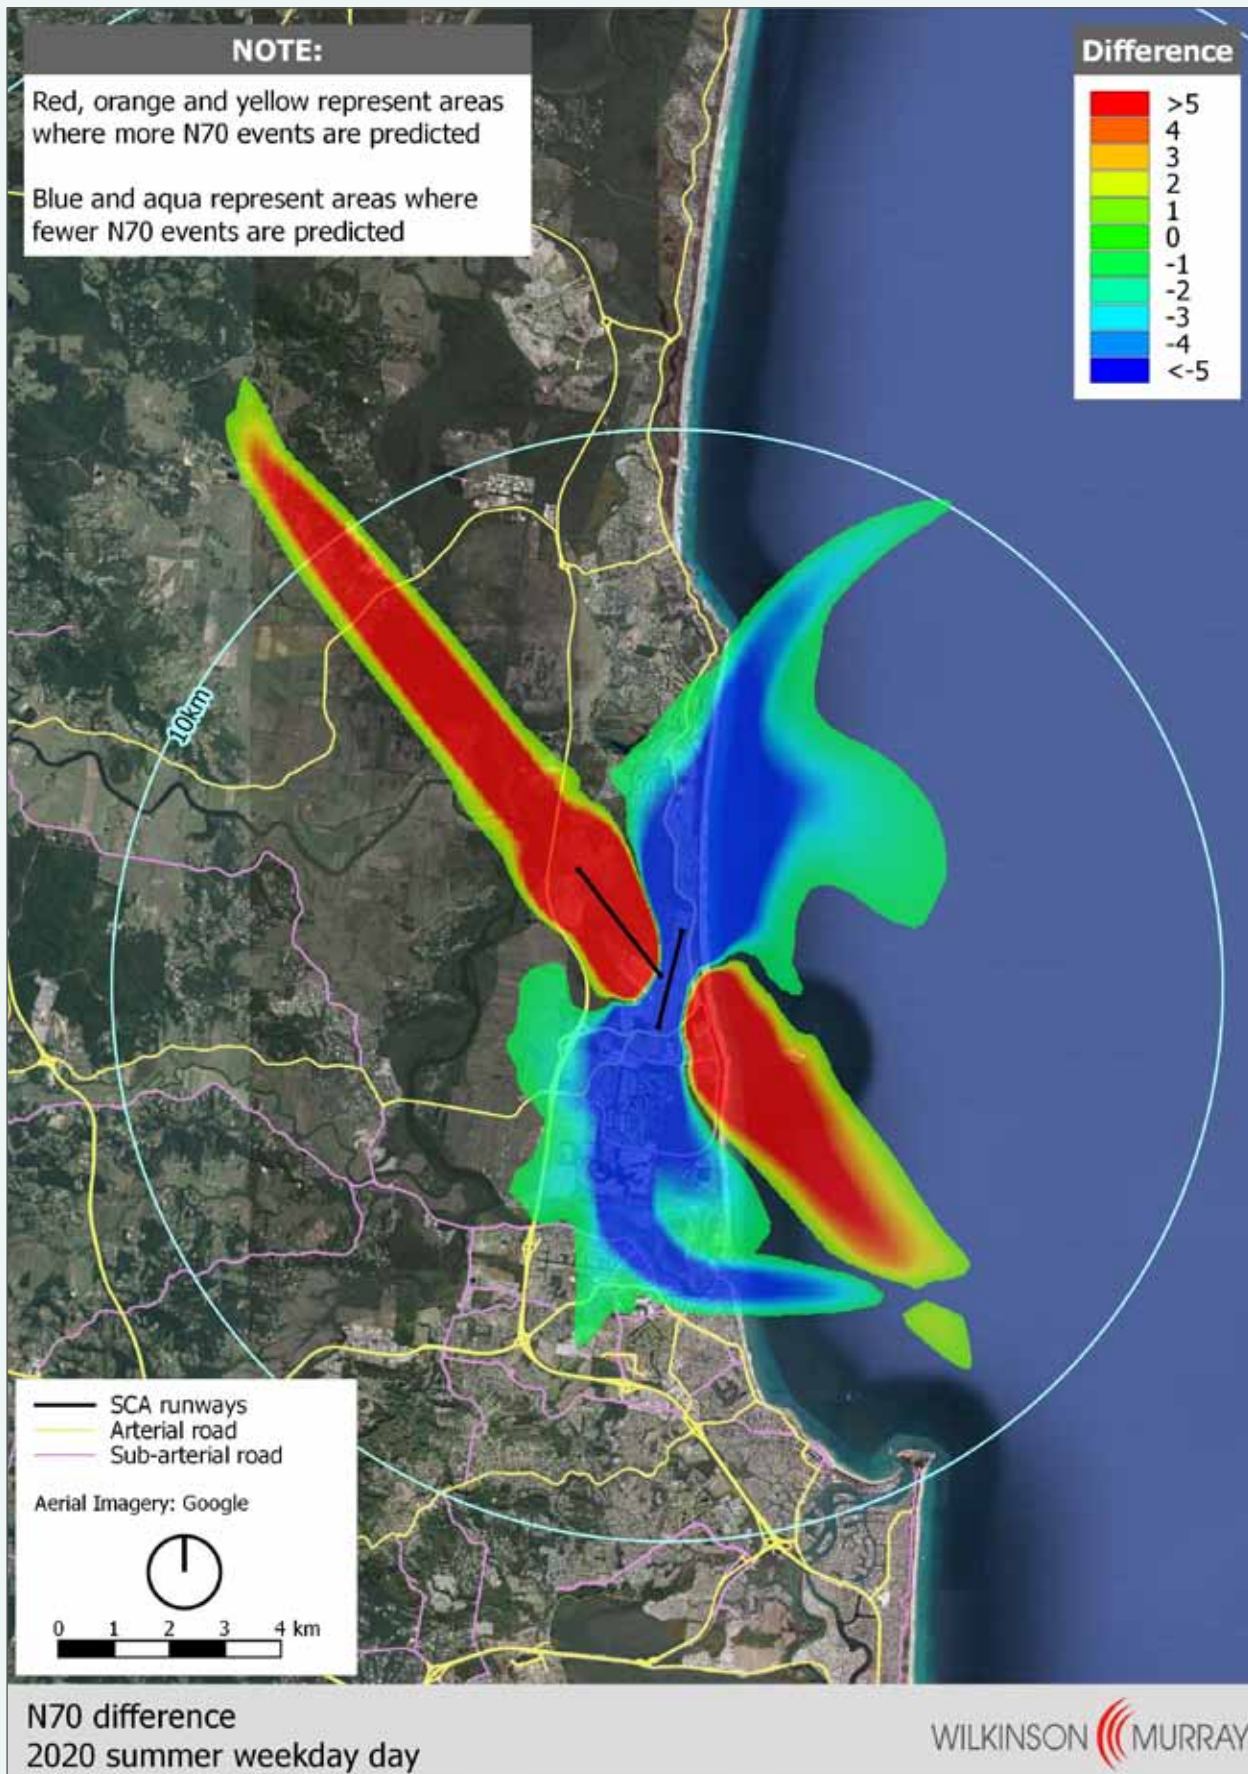 NOTE:
Red, orange and yellow represent areas
where more N70 events are predicted
Blue and aqua represent areas where
fewer N70 events are predicted
Difference
>5
4
3
2
1
0
-1
-2
-3
-4
<-5
10km
SCA runways
Arterial road
Sub-arterial road
Aerial Imagery: Google
0 1 2 3 4 km
N70 difference
2020 summer weekday day
WILKINSON MURRAY